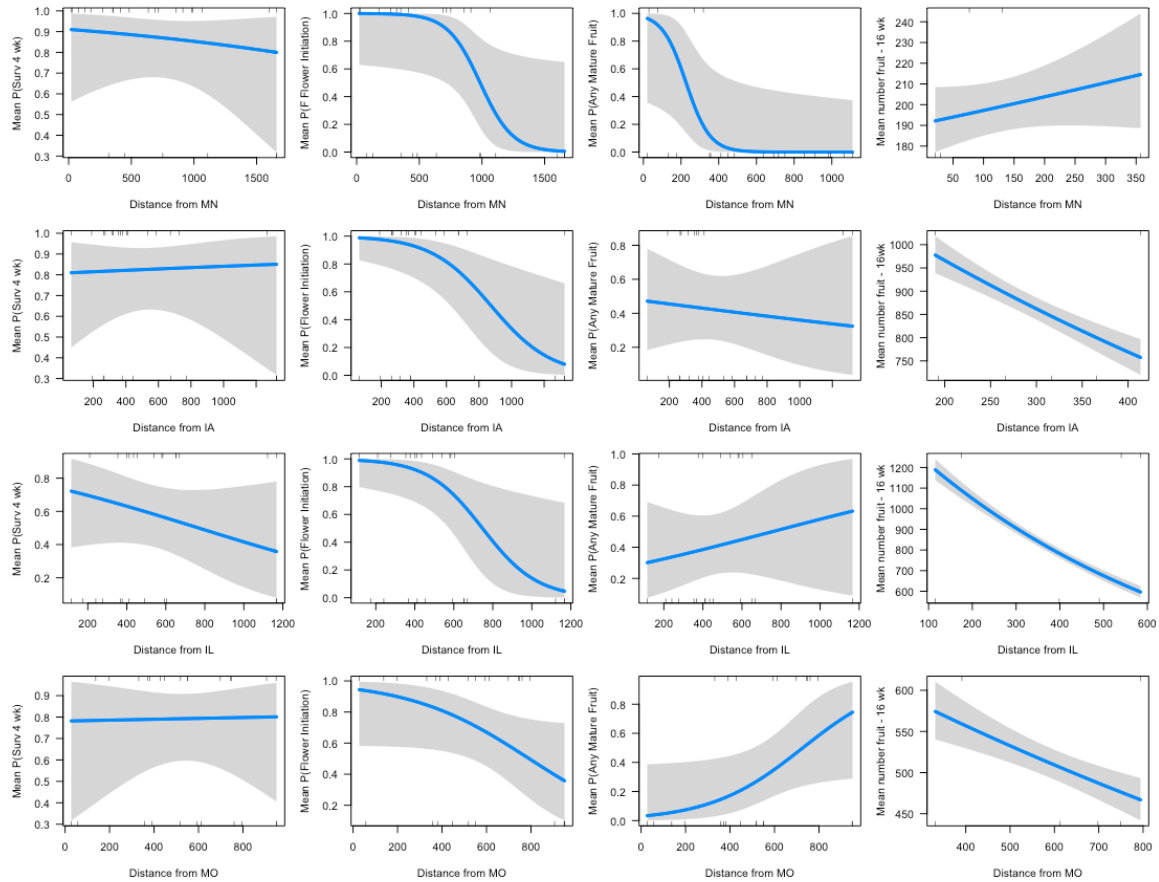 Mean P(Surv 4 wk)
1.0
0.9
0.8
0.7
0.6
0.5
0.4
0.3
0 500 1000 1500
Distance from MN
Mean P(F Flower Initiation)
1.0
0.8
0.6
0.4
0.2
0.0
0 500 1000 1500
Distance from MN
Mean P(Any Mature Fruit)
1.0
0.8
0.6
0.4
0.2
0.0
0 200 400 600 800 1000
Distance from MN
Mean number fruit - 16 wk
240
230
220
210
200
190
180
50 100 150 200 250 300 350
Distance from MN
Mean P(Surv 4 wk)
1.0
0.9
0.8
0.7
0.6
0.5
0.4
0.3
200 400 600 800 1000
Distance from IA
Mean P(Flower Initiation)
1.0
0.8
0.6
0.4
0.2
0.0
200 400 600 800 1000
Distance from IA
Mean P(Any Mature Fruit)
0.8
0.6
0.4
0.2
200 400 600 800 1000
Distance from IA
Mean number fruit - 16wk
1000
950
900
850
800
750
200 250 300 350 400
Distance from IA
Mean P(Surv 4 wk)
0.8
0.6
0.4
0.2
200 400 600 800 1000 1200
Distance from IL
Mean P(Flower Initiation)
1.0
0.8
0.6
0.4
0.2
0.0
200 400 600 800 1000 1200
Distance from IL
Mean P(Any Mature Fruit)
1.0
0.8
0.6
0.4
0.2
200 400 600 800 1000
Distance from IL
Mean number fruit - 16 wk
1200
1100
1000
900
800
700
600
100 200 300 400 500 600
Distance from IL
Mean P(Surv 4 wk)
0.9
0.8
0.7
0.6
0.5
0.4
0.3
0 200 400 600 800
Distance from MO
Mean P(Flower Initiation)
1.0
0.8
0.6
0.4
0.2
0 200 400 600 800
Distance from MO
Mean P(Any Mature Fruit)
0.8
0.6
0.4
0.2
0.0
0 200 400 600 800
Distance from MO
Mean number fruit - 16 wk
600
550
500
450
400 500 600 700 800
Distance from MO